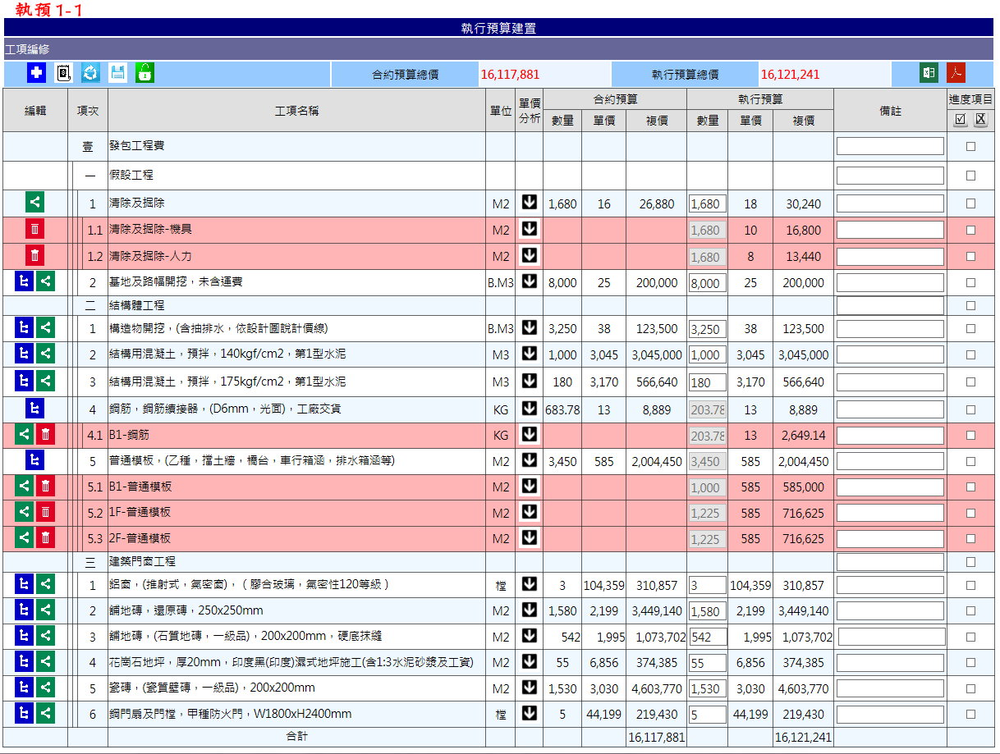 執預1-1
執行預算建置
工項編修
合約預算總價 16,117,881 執行預算總價 16,121,241
編輯 項次 工項名稱 單位 單價分析 合約預算 執行預算 備註 進度項目
數量 單價 複價 數量 單價 複價
壹 發包工程費
一 假設工程
1 清除及掘除 M2 1,680 16 26,880 1,680 18 30,240
1.1 清除及掘除-機具 M2 1,680 10 16,800
1.2 清除及掘除-人力 M2 1,680 8 13,440
2 基地及路幅開挖，未含運費 B.M3 8,000 25 200,000 8,000 25 200,000
二 結構體工程
1 構造物開挖，(含抽排水，依設計圖說計價線) B.M3 3,250 38 123,500 3,250 38 123,500
2 結構用混凝土，預拌，140kgf/cm2，第1型水泥 M3 1,000 3,045 3,045,000 1,000 3,045 3,045,000
3 結構用混凝土，預拌，175kgf/cm2，第1型水泥 M3 180 3,170 566,640 180 3,170 566,640
4 鋼筋，鋼筋續接器，(D6mm，光面)，工廠交貨 KG 683.78 13 8,889 203.78 13 8,889
4.1 B1-鋼筋 KG 203.78 13 2,649.14
5 普通模板，(乙種，擋土牆，橋台，車行箱涵，排水箱涵等) M2 3,450 585 2,004,450 3,450 585 2,004,450
5.1 B1-普通模板 M2 1,000 585 585,000
5.2 1F-普通模板 M2 1,225 585 716,625
5.3 2F-普通模板 M2 1,225 585 716,625
三 建築門窗工程
1 鋁窗，(推射式，氣密窗)，（膠合玻璃，氣密性120等級） 樘 3 104,359 310,857 3 104,359 310,857
2 舖地磚，還原磚，250x250mm M2 1,580 2,199 3,449,140 1,580 2,199 3,449,140
3 舖地磚，(石質地磚，一級品)，200x200mm，硬底抹縫 M2 542 1,995 1,073,702 542 1,995 1,073,702
4 花崗石地坪，厚20mm，印度黑(印度)濕式地坪施工(含1:3水泥砂漿及工資) M2 55 6,856 374,385 55 6,856 374,385
5 瓷磚，(瓷質壁磚，一級品)，200x200mm M2 1,530 3,030 4,603,770 1,530 3,030 4,603,770
6 鋼門扇及門樘，甲種防火門，W1800xH2400mm 樘 5 44,199 219,430 5 44,199 219,430
合計 16,117,881 16,121,241